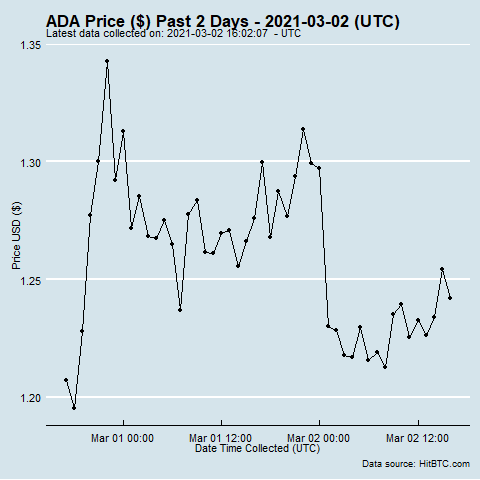 ADA Price ($) Past 2 Days - 2021-03-02 (UTC)
Latest data collected on: 2021-03-02 16:02:07  - UTC
1.35
1.30
1.25
1.20
Price USD ($)
Mar 01 00:00 Mar 01 12:00 Mar 02 00:00 Mar 02 12:00
Date Time Collected (UTC)
Data source: HitBTC.com